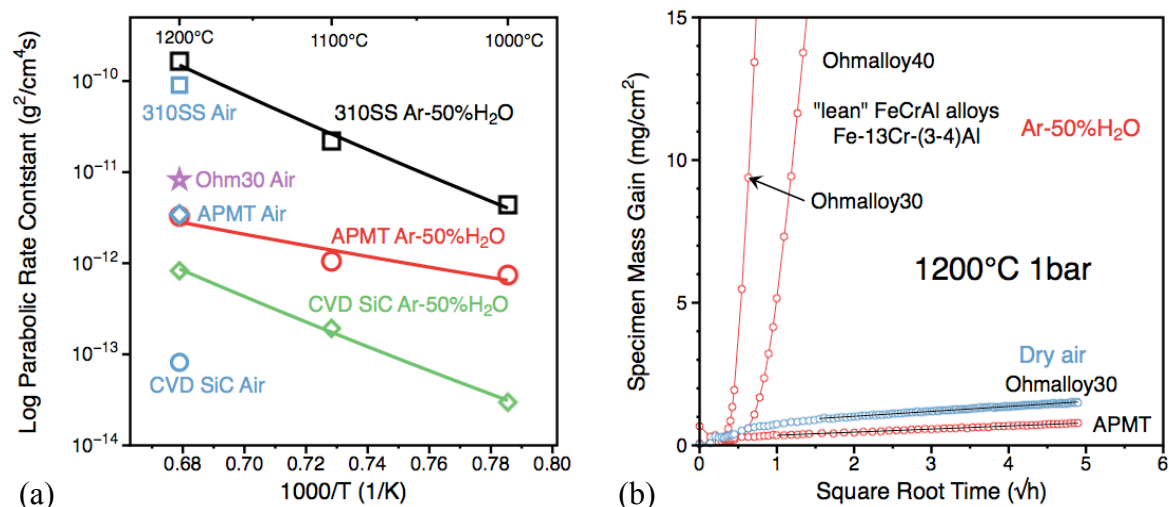 Log Parabolic Rate Contstant (g²/cm⁴s)
10⁻¹⁰
10⁻¹¹
10⁻¹²
10⁻¹³
10⁻¹⁴
1200°C
1100°C
1000°C
310SS Air
310SS Ar-50%H₂O
Ohm30 Air
APMT Air
APMT Ar-50%H₂O
CVD SiC Ar-50%H₂O
CVD SiC Air
0.68 0.70 0.72 0.74 0.76 0.78 0.80
1000/T (1/K)
(a)
Specimen Mass Gain (mg/cm²)
15
10
5
0
Ohmalloy40
"lean" FeCrAl alloys
Fe-13Cr-(3-4)Al
Ar-50%H₂O
Ohmalloy30
1200°C 1bar
Dry air
Ohmalloy30
APMT
0 1 2 3 4 5 6
Square Root Time (√h)
(b)